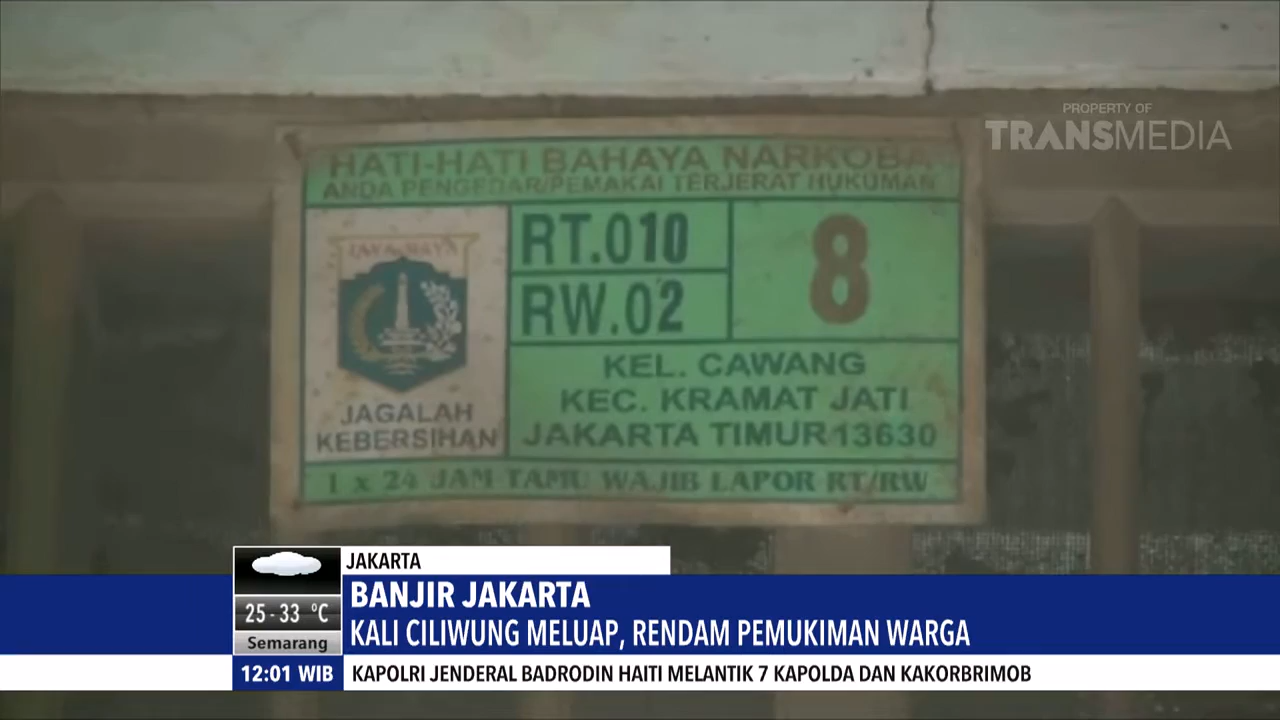 PROPERTY OF
TRANSMEDIA
HATI-HATI BAHAYA NARKOBA
ANDA PENGEDAR/PEMAKAI TERJERAT HUKUMAN
JAYA RAYA
RT.010
RW.02
8
JAGALAH
KEBERSIHAN
KEL. CAWANG
KEC. KRAMAT JATI
JAKARTA TIMUR 13630
1 x 24 JAM TAMU WAJIB LAPOR RT/RW
JAKARTA
BANJIR JAKARTA
25 - 33 °C
KALI CILIWUNG MELUAP, RENDAM PEMUKIMAN WARGA
Semarang
12:01 WIB
KAPOLRI JENDERAL BADRODIN HAITI MELANTIK 7 KAPOLDA DAN KAKORBRIMOB